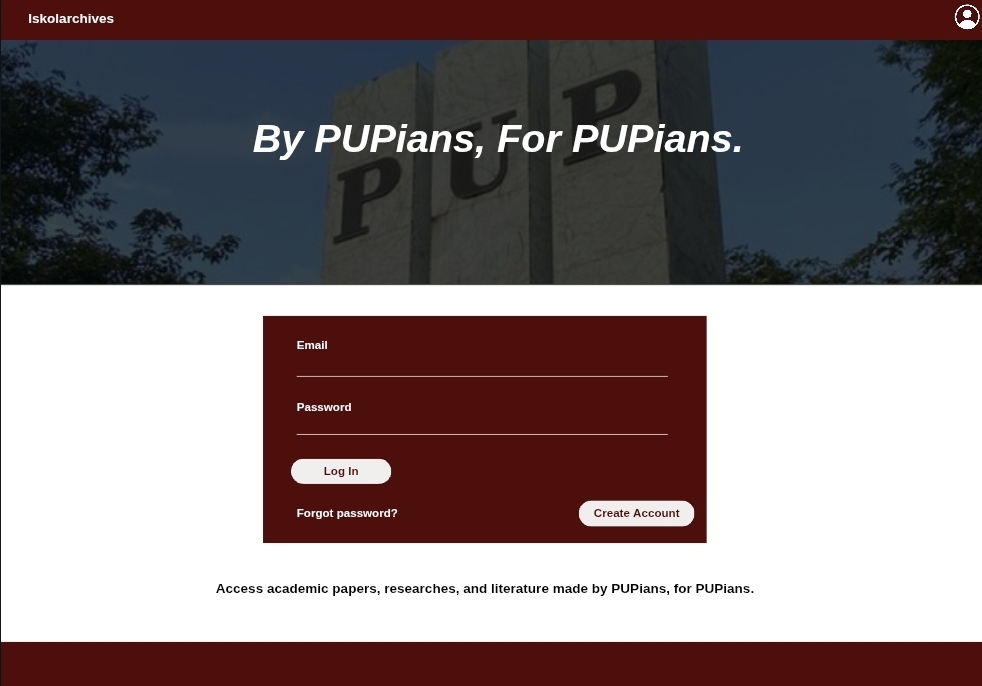 Iskolarchives
PUP
By PUPians, For PUPians.
Email
Password
Log In
Forgot password?
Create Account
Access academic papers, researches, and literature made by PUPians, for PUPians.